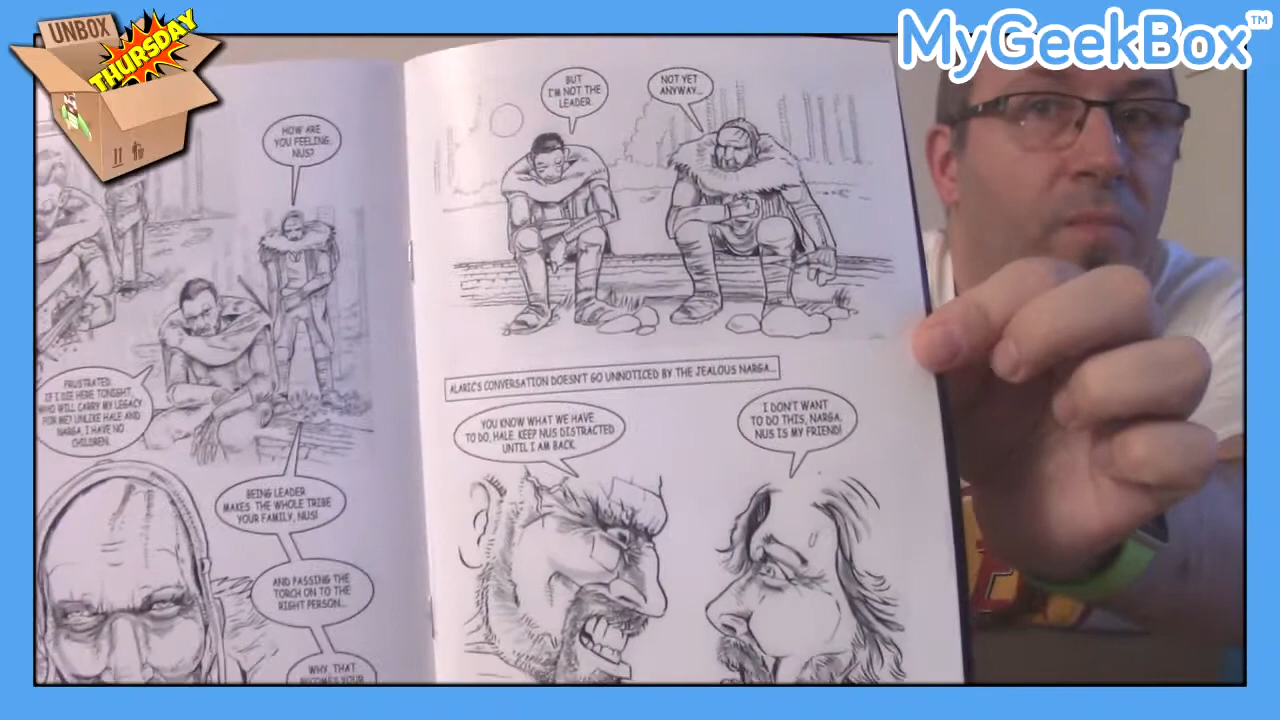 UNBOX
THURSDAY
MyGeekBox™
HOW ARE
YOU FEELING,
NUS?
FRUSTRATED.
IF I DIE HERE TONIGHT,
WHO WILL CARRY MY LEGACY
FOR ME? UNLIKE HALE AND
NARGA, I HAVE NO
CHILDREN.
BEING LEADER
MAKES THE WHOLE TRIBE
YOUR FAMILY, NUS!
AND PASSING THE
TORCH ON TO THE
RIGHT PERSON...
WHY, THAT
BECOMES YOUR
BUT
I'M NOT THE
LEADER.
NOT YET
ANYWAY...
ALARIC'S CONVERSATION DOESN'T GO UNNOTICED BY THE JEALOUS NARGA...
YOU KNOW WHAT WE HAVE
TO DO, HALE. KEEP NUS DISTRACTED
UNTIL I AM BACK.
I DON'T WANT
TO DO THIS, NARGA.
NUS IS MY FRIEND!